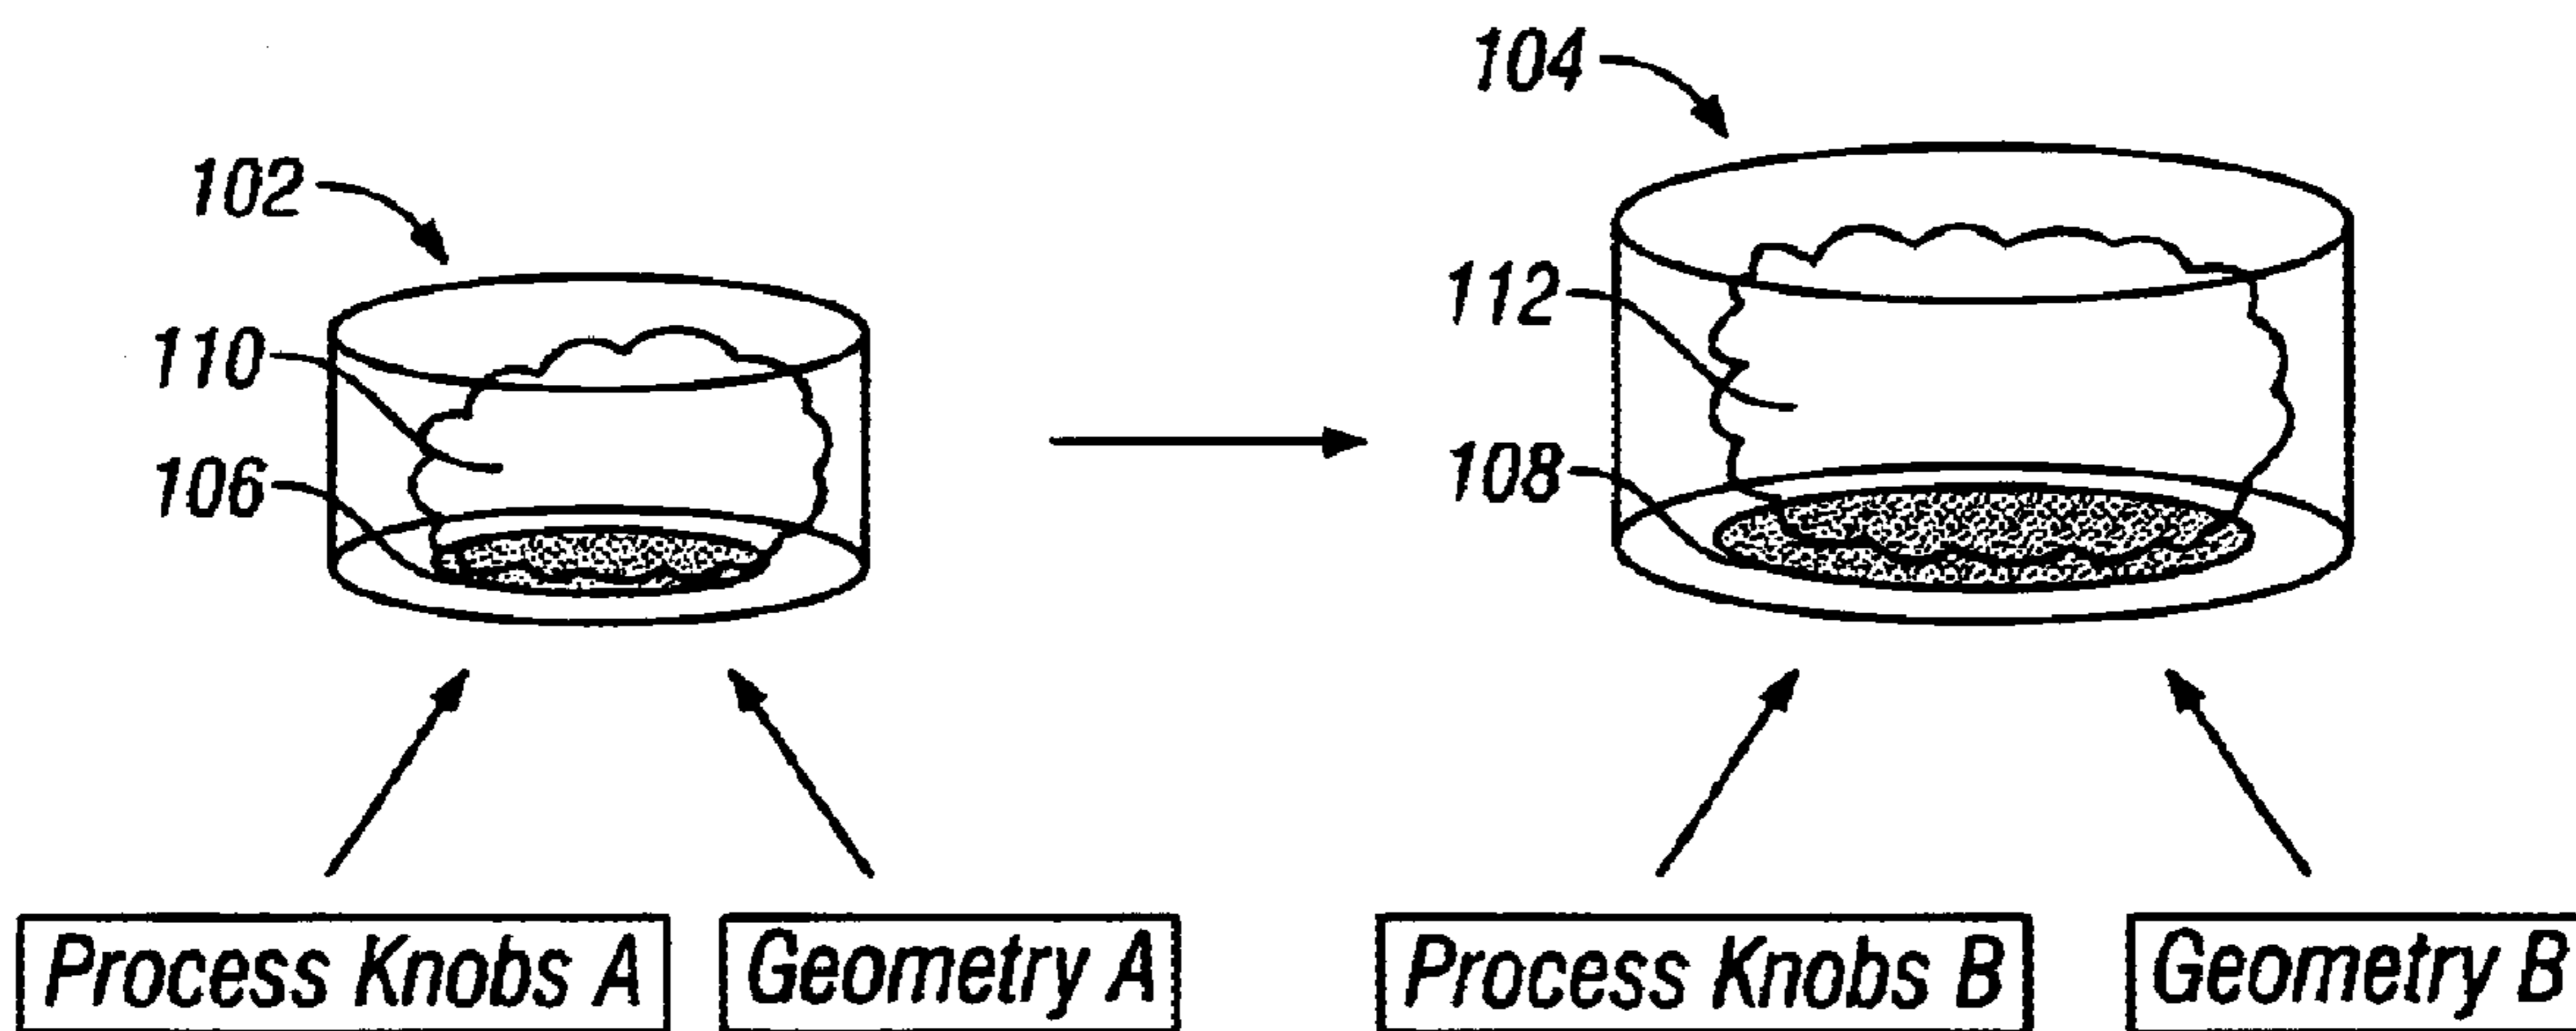 104
102
112
110
108
106
Process Knobs A
Geometry A
Process Knobs B
Geometry B